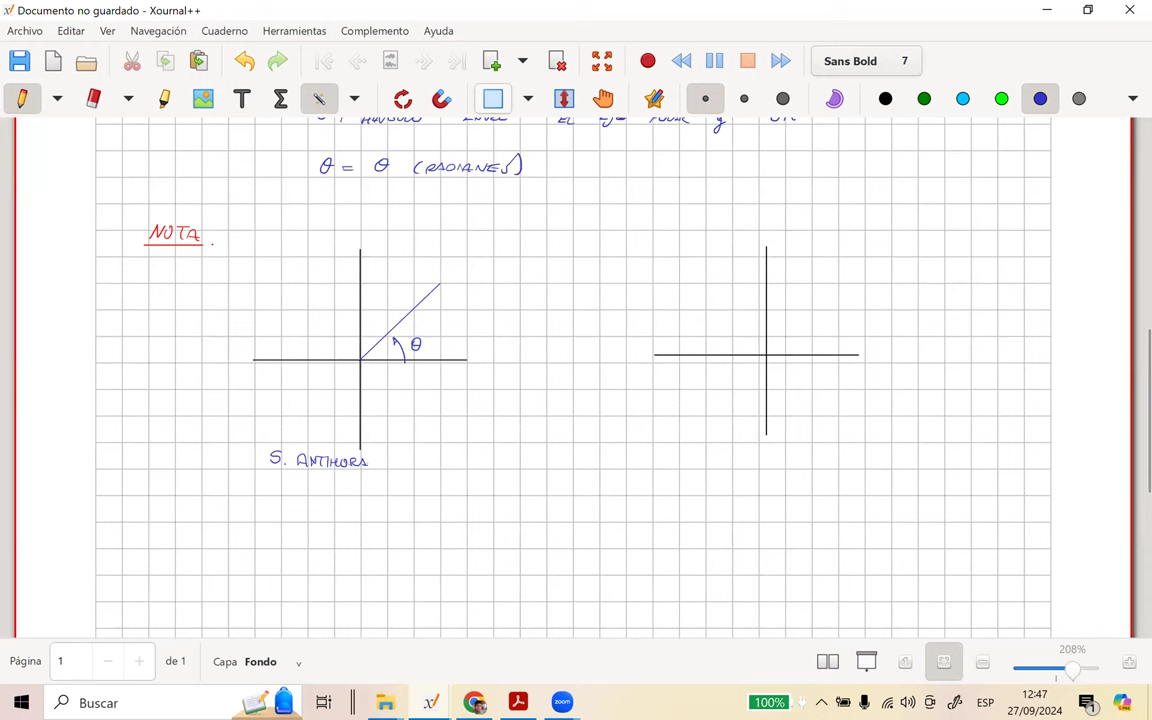 Documento no guardado - Xournal++
Archivo Editar Ver Navegación Cuaderno Herramientas Complemento Ayuda
Sans Bold 7
EL
θ = θ (RADIANES)
NOTA
θ
S. ANTIHORA
Página 1 de 1 Capa Fondo 208%
Buscar 100% ESP 12:47
27/09/2024